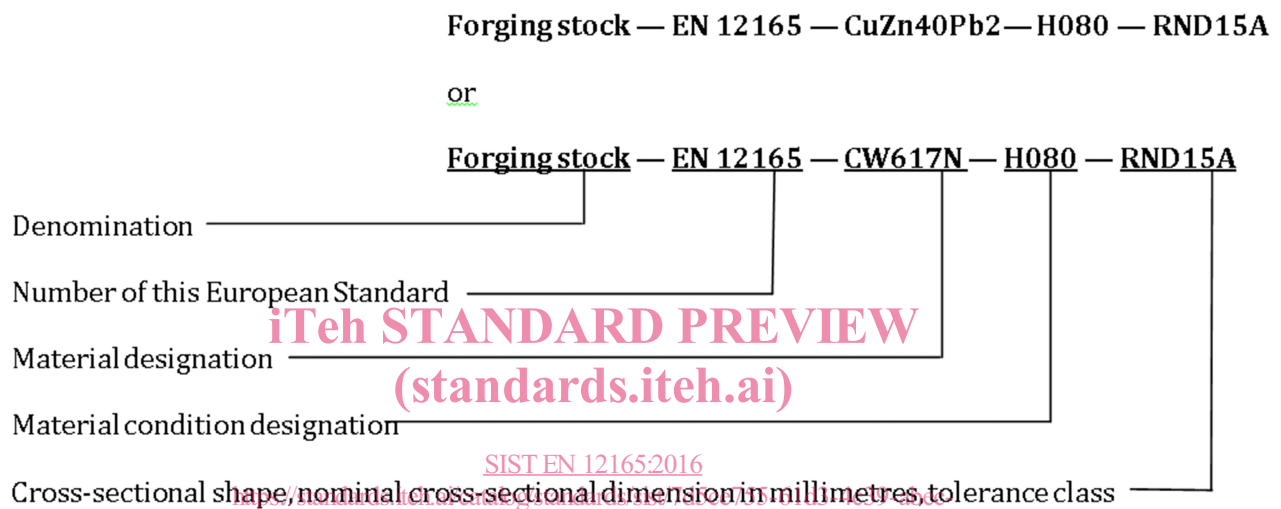 Forging stock — EN 12165 — CuZn40Pb2 — H080 — RND15A
or
Forging stock — EN 12165 — CW617N — H080 — RND15A
Denomination
Number of this European Standard
iTeh STANDARD PREVIEW
Material designation
(standards.iteh.ai)
Material condition designation
SIST EN 12165:2016
Cross-sectional shape, nominal cross-sectional dimension in millimetres, tolerance class